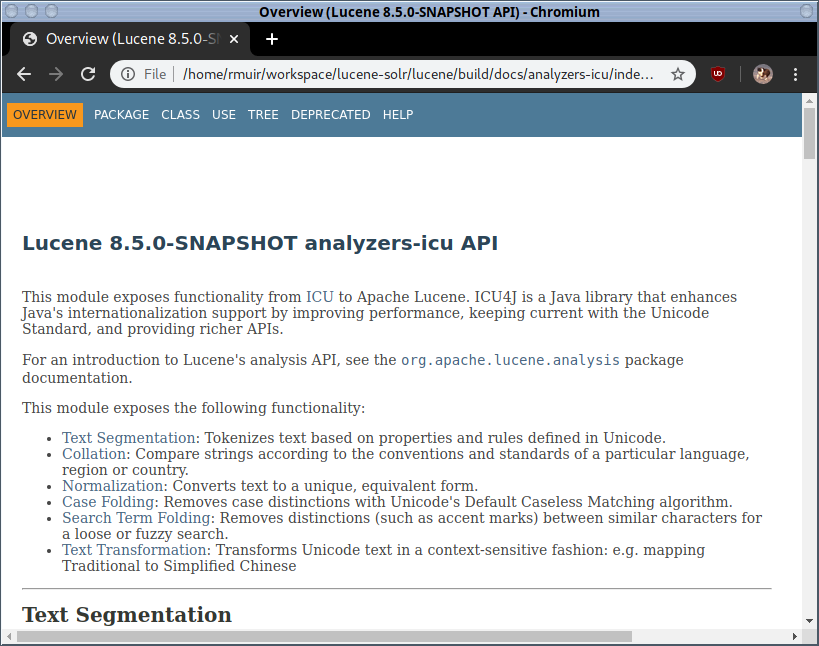 Overview (Lucene 8.5.0-SNAPSHOT API) - Chromium
Overview (Lucene 8.5.0-S
File /home/rmuir/workspace/lucene-solr/lucene/build/docs/analyzers-icu/inde...
OVERVIEW PACKAGE CLASS USE TREE DEPRECATED HELP
Lucene 8.5.0-SNAPSHOT analyzers-icu API
This module exposes functionality from ICU to Apache Lucene. ICU4J is a Java library that enhances
Java's internationalization support by improving performance, keeping current with the Unicode
Standard, and providing richer APIs.
For an introduction to Lucene's analysis API, see the org.apache.lucene.analysis package
documentation.
This module exposes the following functionality:
• Text Segmentation: Tokenizes text based on properties and rules defined in Unicode.
• Collation: Compare strings according to the conventions and standards of a particular language,
region or country.
• Normalization: Converts text to a unique, equivalent form.
• Case Folding: Removes case distinctions with Unicode's Default Caseless Matching algorithm.
• Search Term Folding: Removes distinctions (such as accent marks) between similar characters for
a loose or fuzzy search.
• Text Transformation: Transforms Unicode text in a context-sensitive fashion: e.g. mapping
Traditional to Simplified Chinese
Text Segmentation